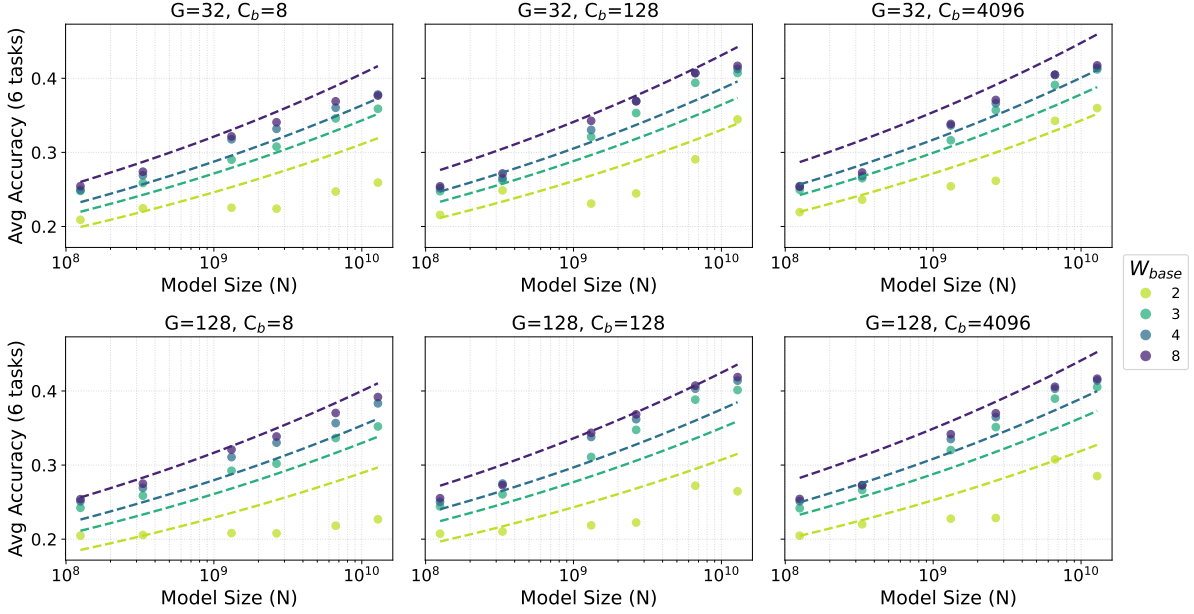 G=32, C_b=8
G=32, C_b=128
G=32, C_b=4096
Avg Accuracy (6 tasks)
0.4
0.3
0.2
10^8
10^9
10^10
10^8
10^9
10^10
10^8
10^9
10^10
Model Size (N)
Model Size (N)
Model Size (N)
W_base
2
3
4
8
G=128, C_b=8
G=128, C_b=128
G=128, C_b=4096
Avg Accuracy (6 tasks)
0.4
0.3
0.2
10^8
10^9
10^10
10^8
10^9
10^10
10^8
10^9
10^10
Model Size (N)
Model Size (N)
Model Size (N)